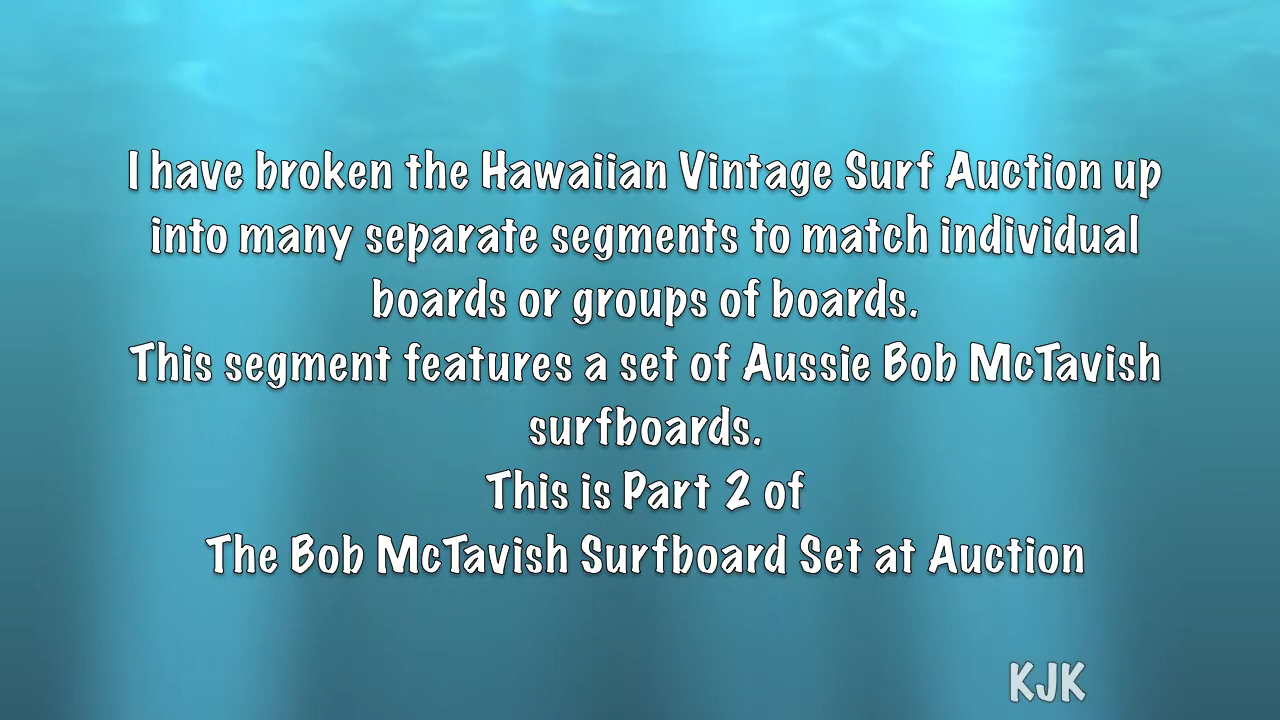 I have broken the Hawaiian Vintage Surf Auction up
into many separate segments to match individual
boards or groups of boards.
This segment features a set of Aussie Bob McTavish
surfboards.
This is Part 2 of
The Bob McTavish Surfboard Set at Auction
KJK